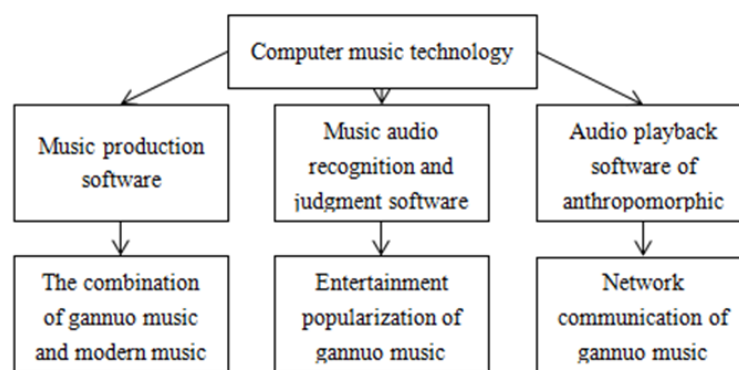 Computer music technology
Music production
software
Music audio
recognition and
judgment software
Audio playback
software of
anthropomorphic
The combination
of gannuo music
and modern music
Entertainment
popularization of
gannuo music
Network
communication of
gannuo music